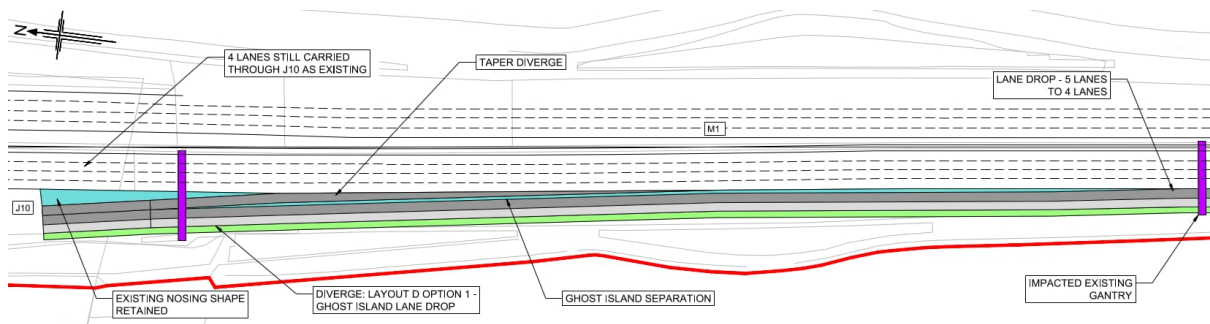 N
4 LANES STILL CARRIED
THROUGH J10 AS EXISTING
TAPER DIVERGE
LANE DROP - 5 LANES
TO 4 LANES
M1
J10
EXISTING NOSING SHAPE
RETAINED
DIVERGE: LAYOUT D OPTION 1 -
GHOST ISLAND LANE DROP
GHOST ISLAND SEPARATION
IMPACTED EXISTING
GANTRY